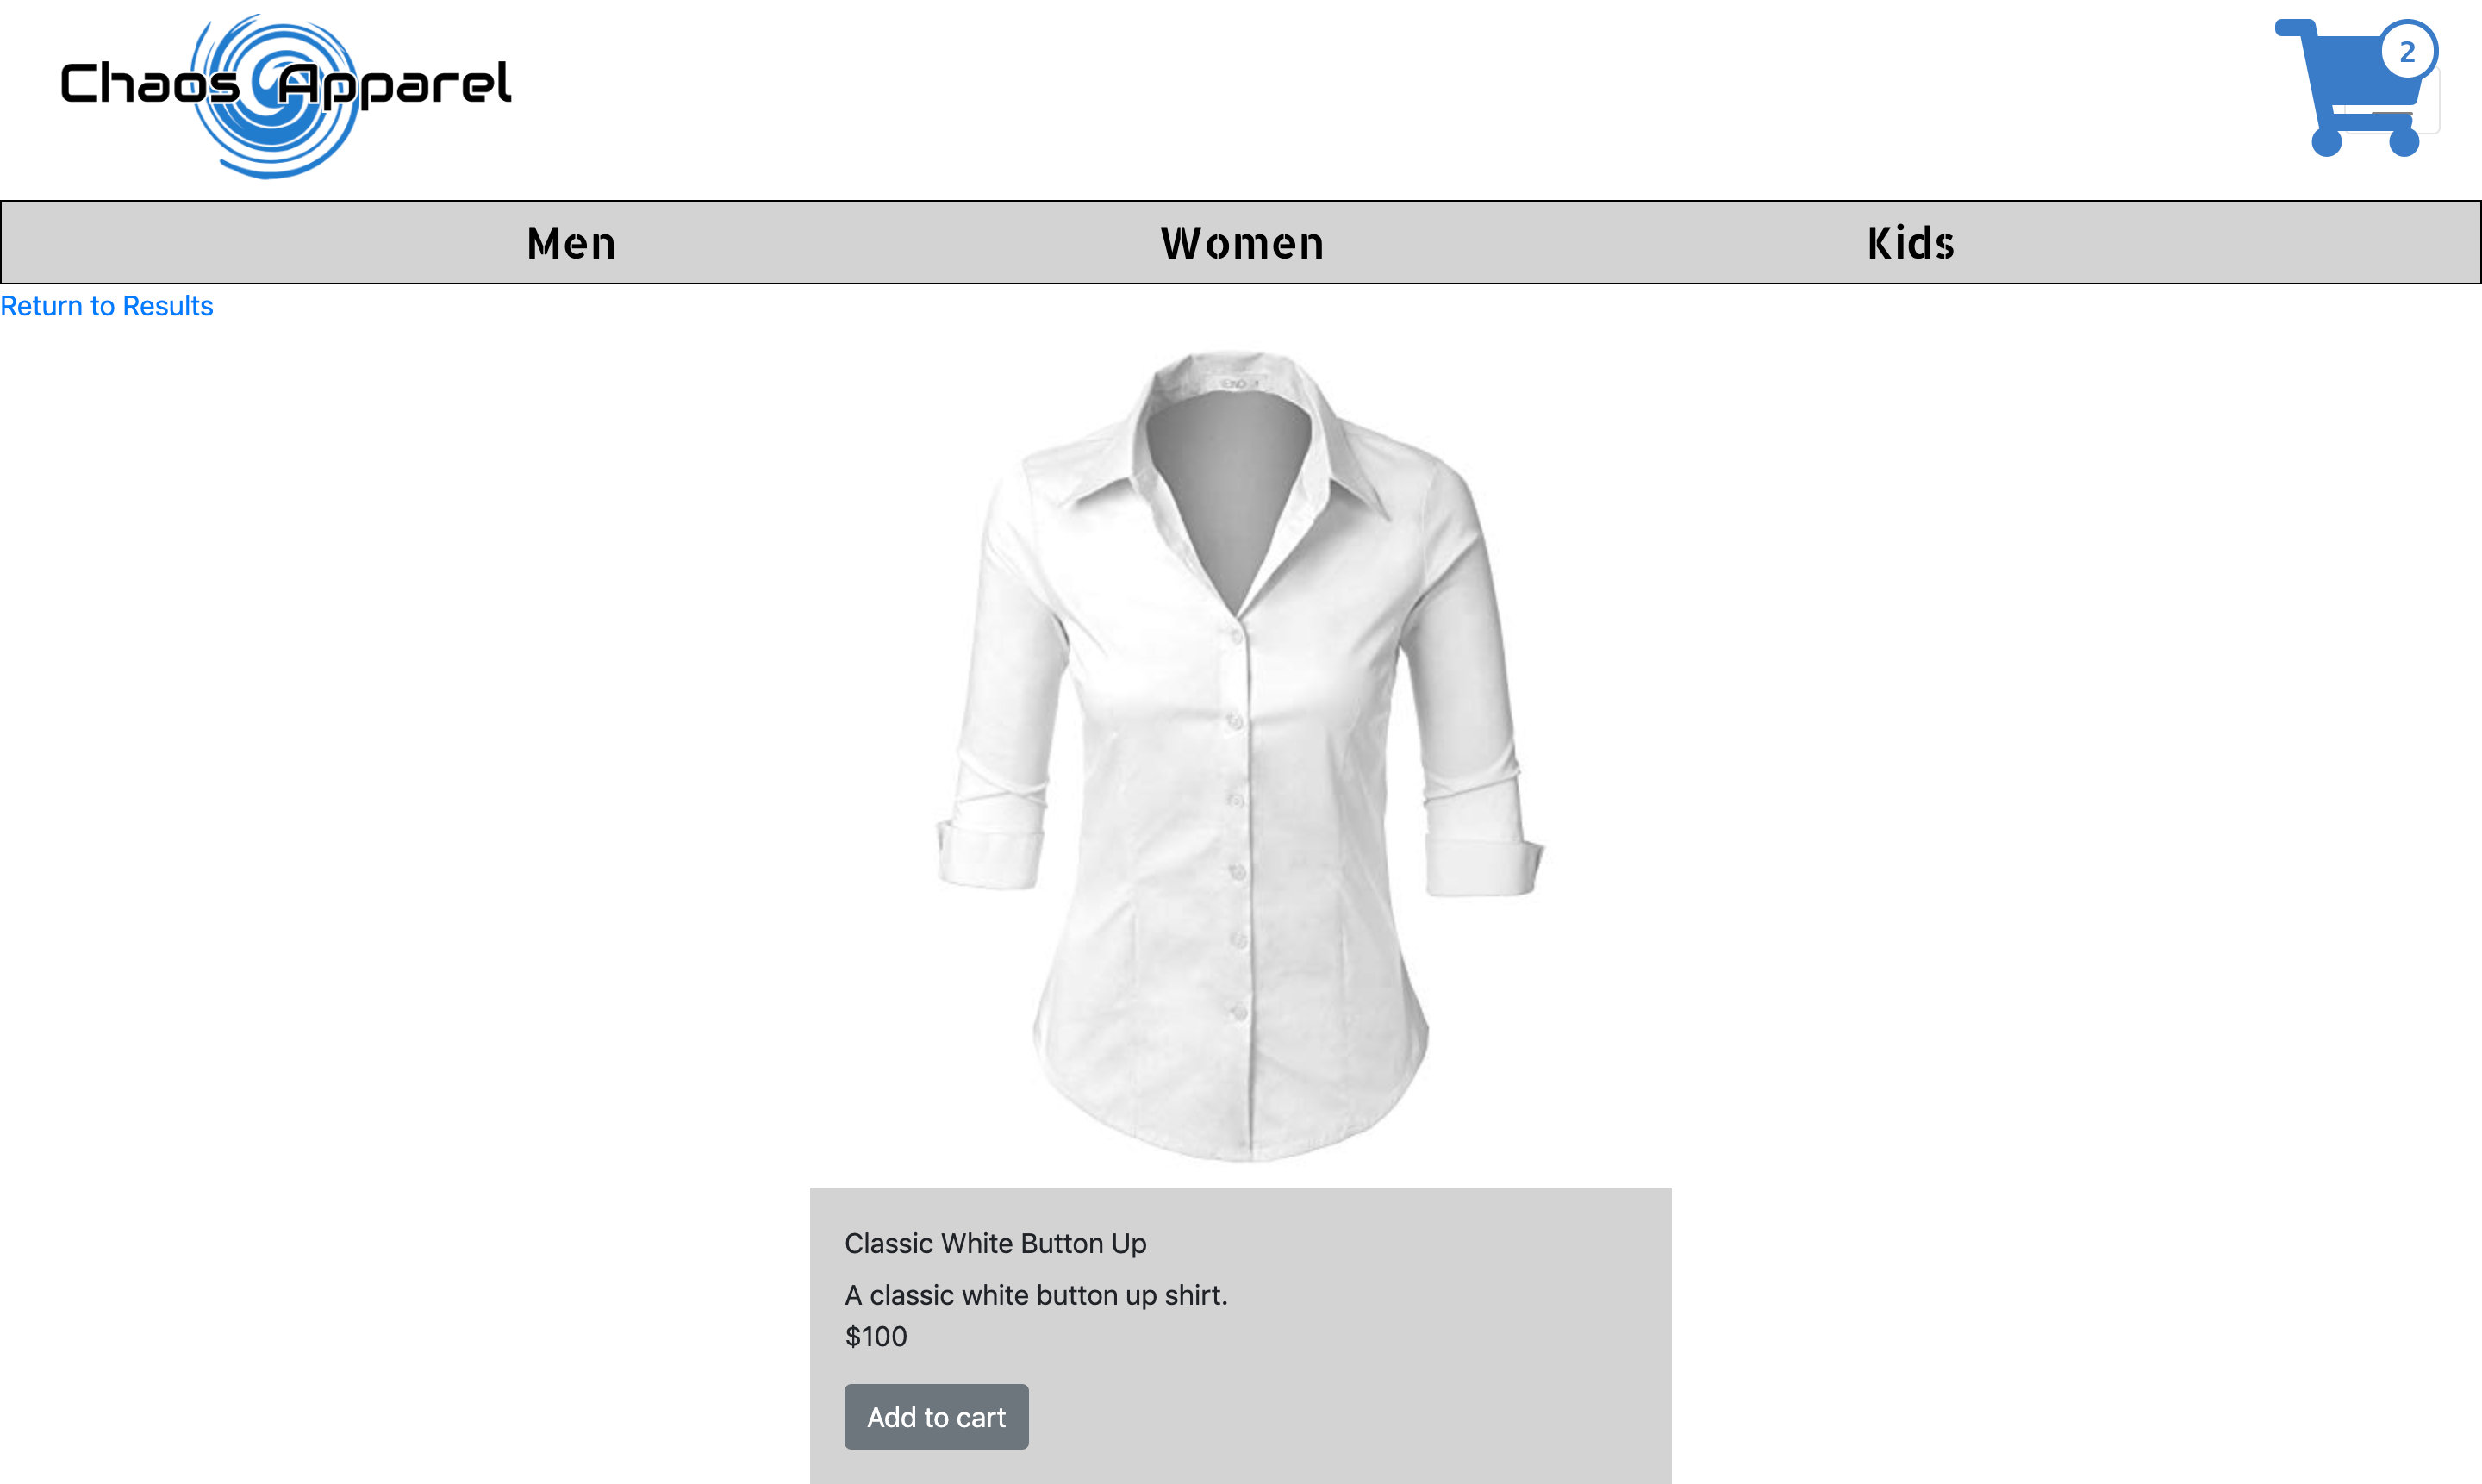 Chaos Apparel
2
Men Women Kids
Return to Results
Classic White Button Up
A classic white button up shirt.
$100
Add to cart